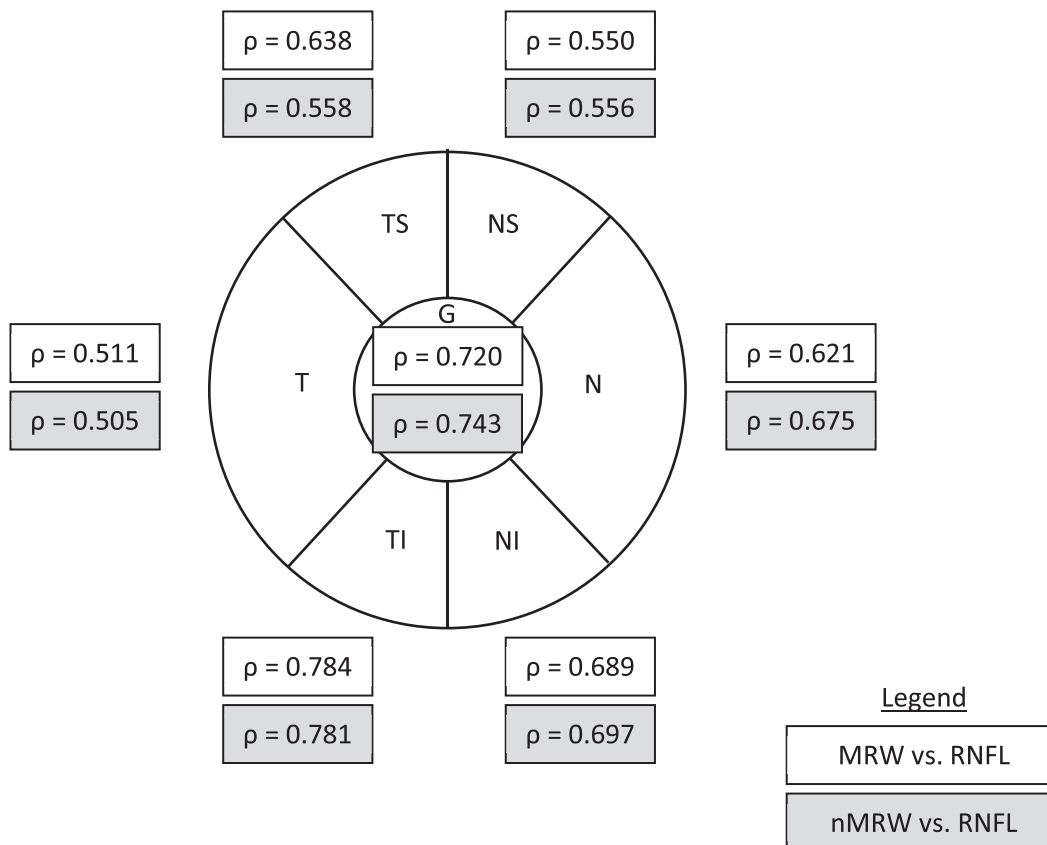 ρ = 0.638
ρ = 0.550
ρ = 0.558
ρ = 0.556
TS
NS
G
ρ = 0.511
ρ = 0.720
ρ = 0.621
T
N
ρ = 0.505
ρ = 0.743
ρ = 0.675
TI
NI
ρ = 0.784
ρ = 0.689
ρ = 0.781
ρ = 0.697
Legend
MRW vs. RNFL
nMRW vs. RNFL